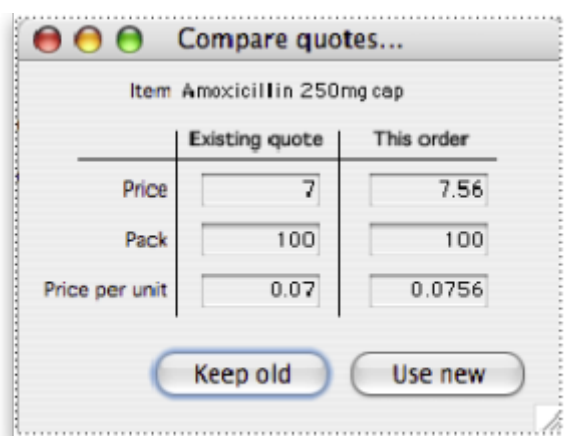 Compare quotes...
Item Amoxicillin 250mg cap
Existing quote This order
Price 7 7.56
Pack 100 100
Price per unit 0.07 0.0756
Keep old Use new